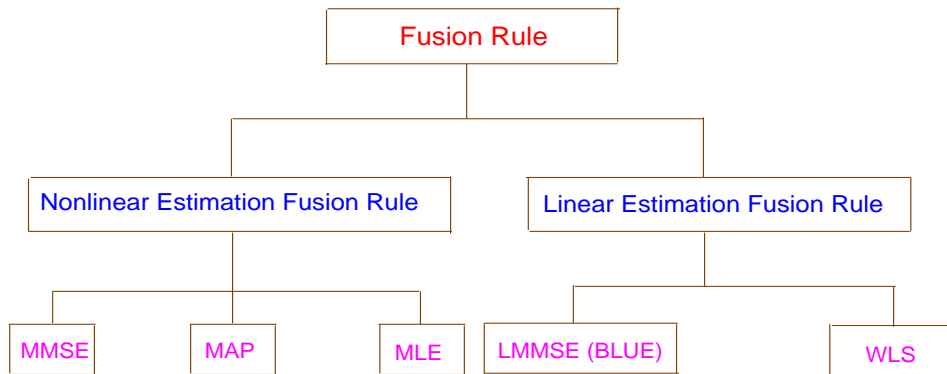 Fusion Rule
Nonlinear Estimation Fusion Rule
Linear Estimation Fusion Rule
MMSE
MAP
MLE
LMMSE (BLUE)
WLS